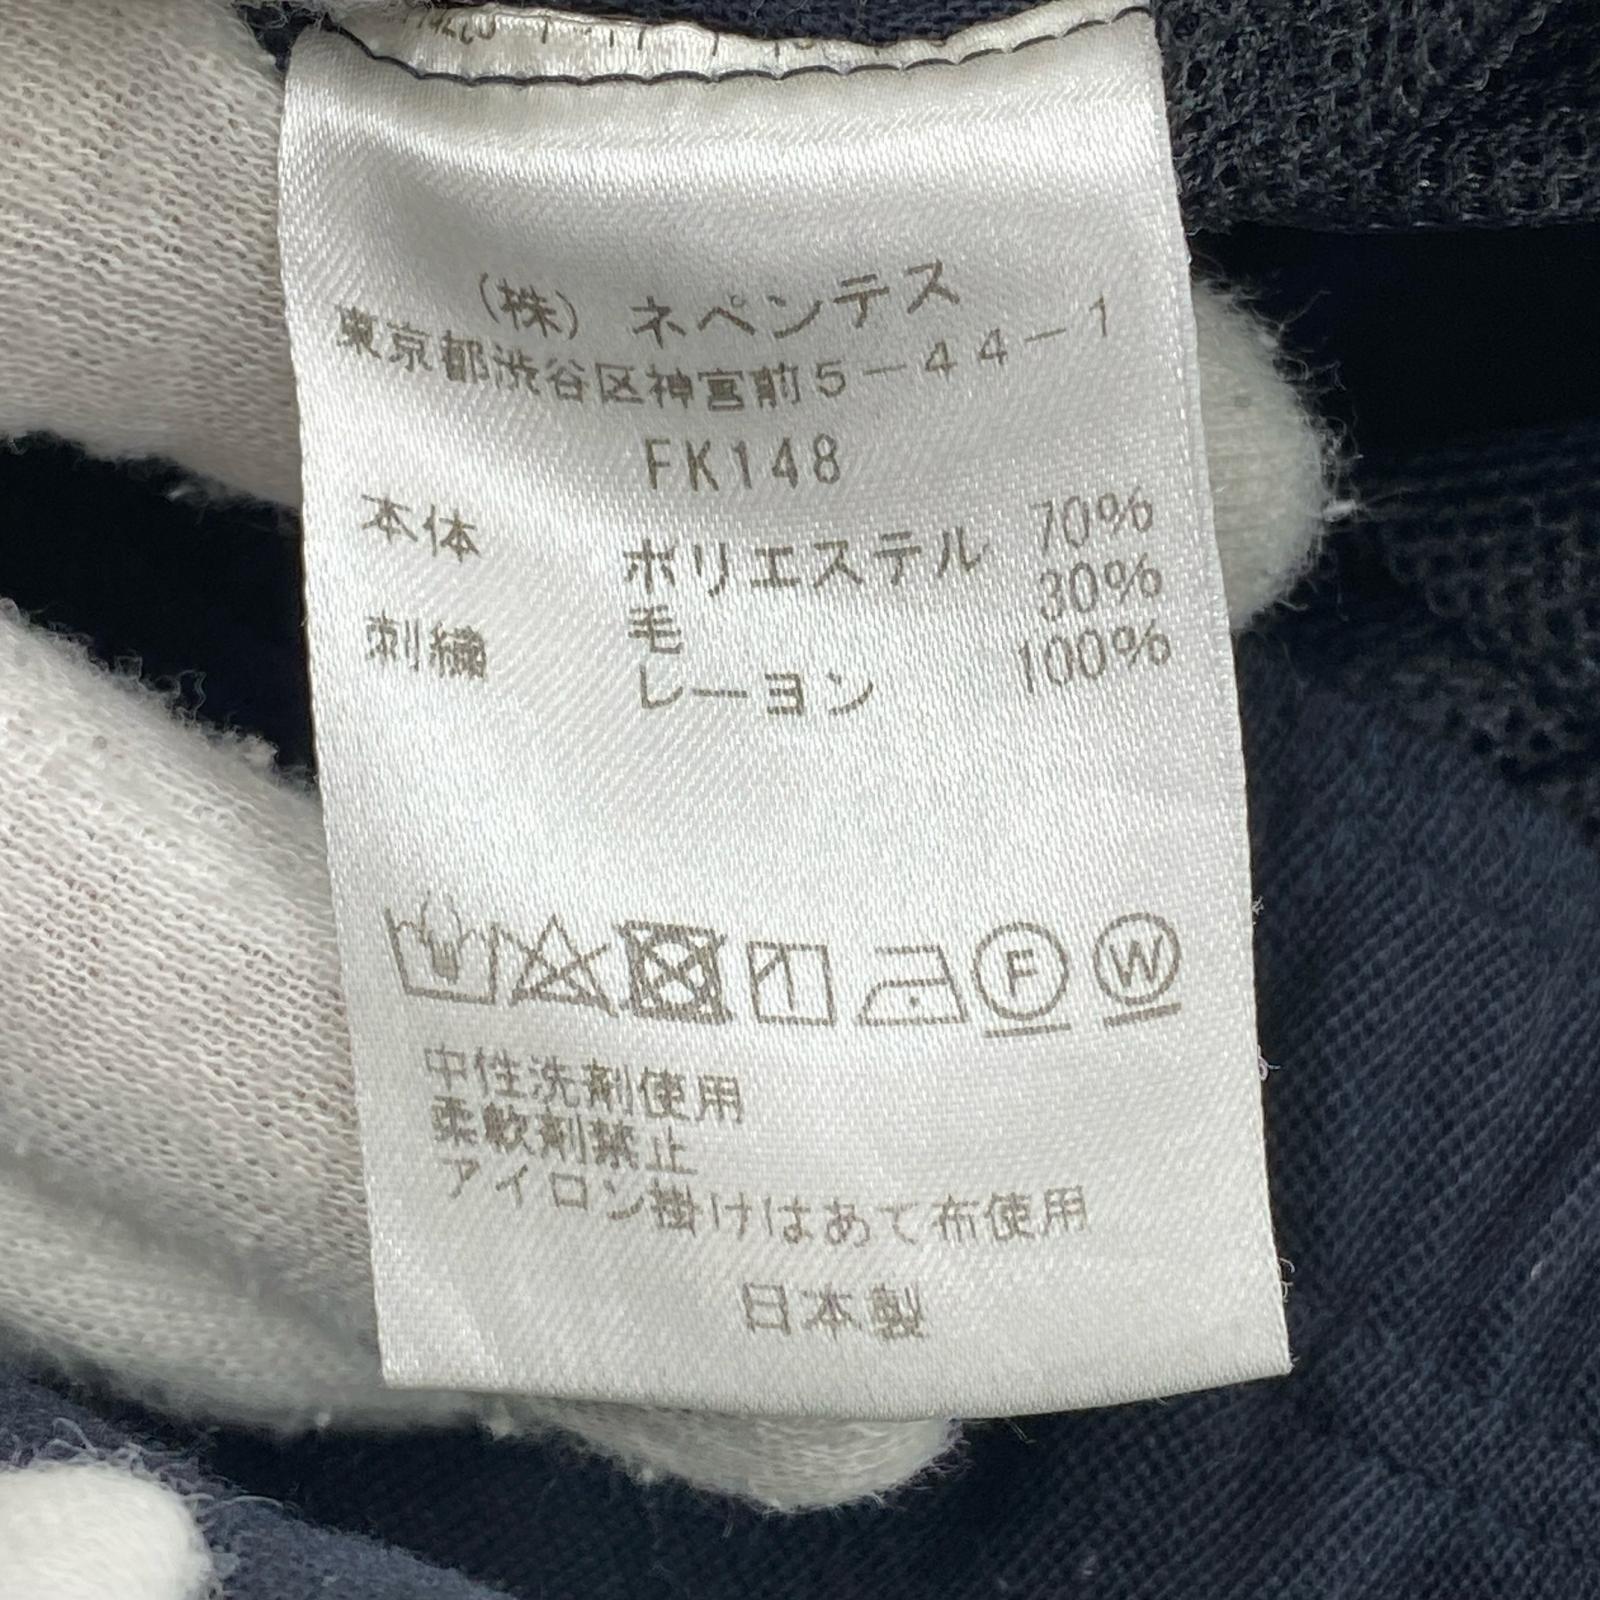 (株) ネペンテス
東京都渋谷区神宮前5-44-1
FK148
本体 ポリエステル 70%
毛 30%
刺繍 レーヨン 100%
F W
中性洗剤使用
柔軟剤禁止
アイロン掛けはあて布使用
日本製